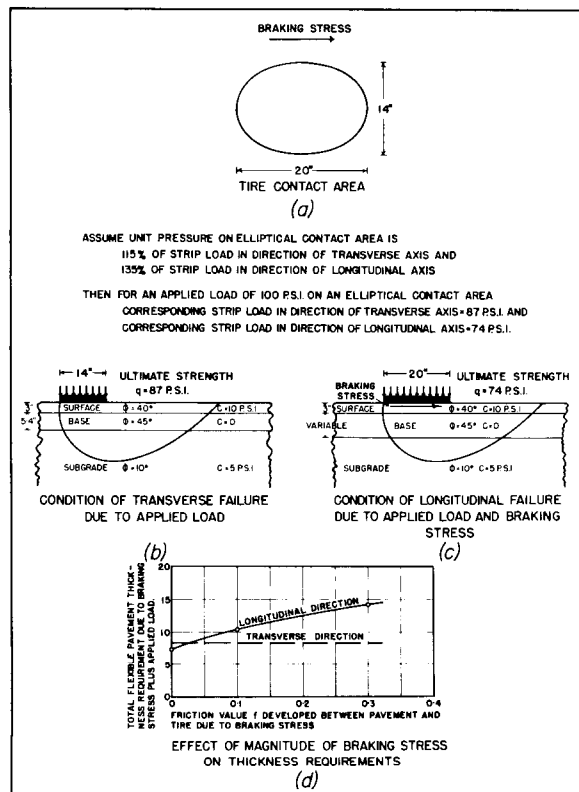 BRAKING STRESS
14"
20"
TIRE CONTACT AREA
(a)
ASSUME UNIT PRESSURE ON ELLIPTICAL CONTACT AREA IS
115% OF STRIP LOAD IN DIRECTION OF TRANSVERSE AXIS AND
135% OF STRIP LOAD IN DIRECTION OF LONGITUDINAL AXIS
THEN FOR AN APPLIED LOAD OF 100 P.S.I. ON AN ELLIPTICAL CONTACT AREA
CORRESPONDING STRIP LOAD IN DIRECTION OF TRANSVERSE AXIS=87 P.S.I. AND
CORRESPONDING STRIP LOAD IN DIRECTION OF LONGITUDINAL AXIS=74 P.S.I.
14" ULTIMATE STRENGTH
q=87 P.S.I.
SURFACE Φ=40° C=10 P.S.I
5·4" BASE Φ=45° C=0
SUBGRADE Φ=10° C=5 P.S.I
CONDITION OF TRANSVERSE FAILURE
DUE TO APPLIED LOAD
(b)
20" ULTIMATE STRENGTH
q=74 P.S.I.
BRAKING
STRESS
SURFACE Φ=40° C=10 P.S.I
VARIABLE BASE Φ=45° C=0
SUBGRADE Φ=10° C=5 P.S.I
CONDITION OF LONGITUDINAL FAILURE
DUE TO APPLIED LOAD AND BRAKING
STRESS
(c)
TOTAL FLEXIBLE PAVEMENT THICK-
NESS REQUIREMENT DUE TO BRAKING
STRESS PLUS APPLIED LOAD.
20
15
10
5
0
LONGITUDINAL DIRECTION
TRANSVERSE DIRECTION
0 0·1 0·2 0·3 0·4
FRICTION VALUE f DEVELOPED BETWEEN PAVEMENT AND
TIRE DUE TO BRAKING STRESS
EFFECT OF MAGNITUDE OF BRAKING STRESS
ON THICKNESS REQUIREMENTS
(d)